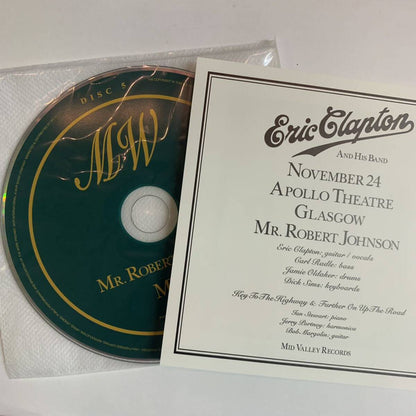 DISC 5
MW
MR. ROBERT
Eric Clapton
AND HIS BAND
NOVEMBER 24
APOLLO THEATRE
GLASGOW
MR. ROBERT JOHNSON
Eric Clapton: guitar / vocals
Carl Radle: bass
Jamie Oldaker: drums
Dick Sims: keyboards
Key To The Highway & Further On Up The Road
Ian Stewart: piano
Jerry Portnoy: harmonica
Bob Margolin: guitar
MID VALLEY RECORDS